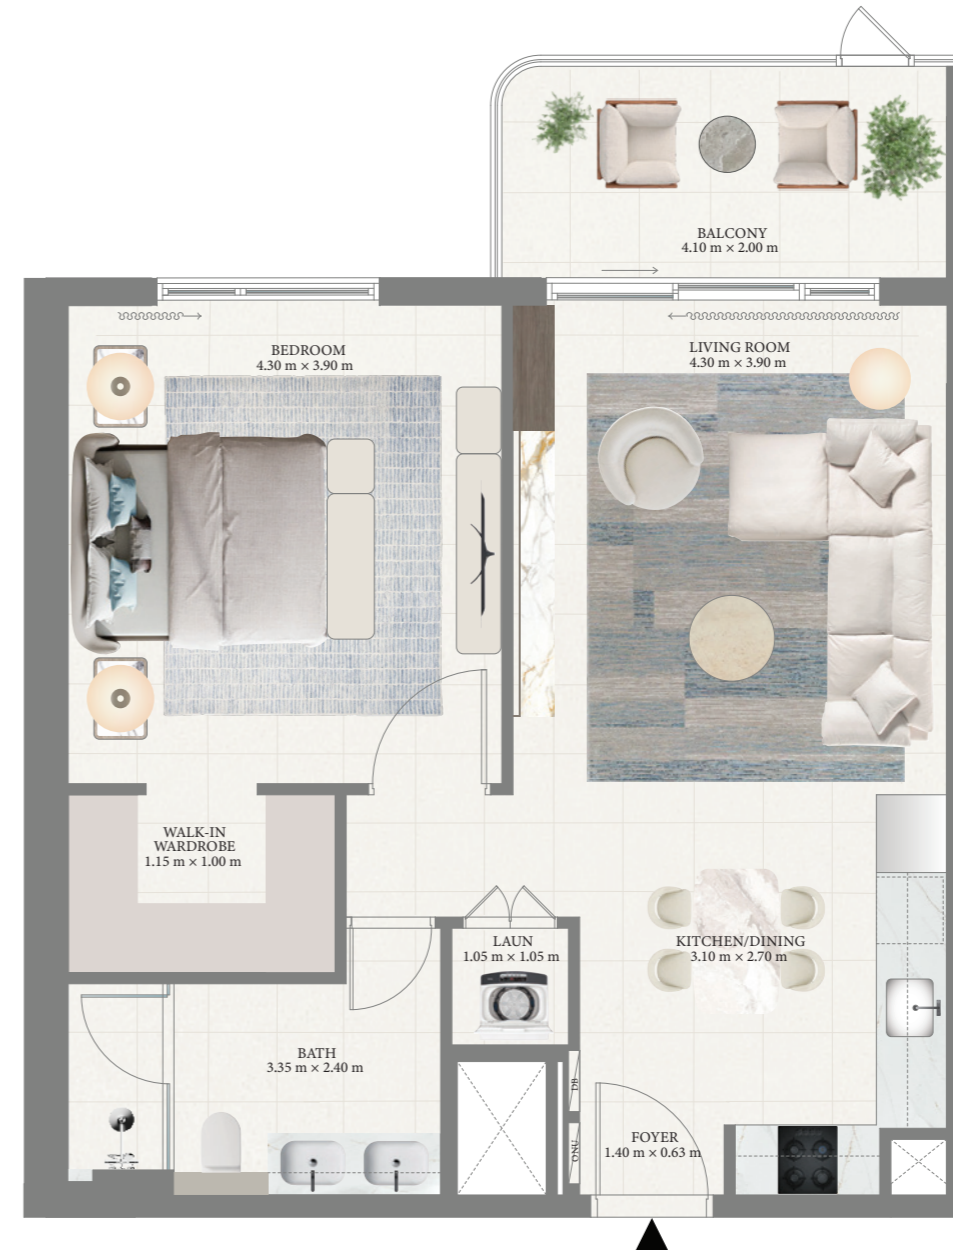 BALCONY
4.10 m × 2.00 m
BEDROOM
4.30 m × 3.90 m
LIVING ROOM
4.30 m × 3.90 m
WALK-IN
WARDROBE
1.15 m × 1.00 m
LAUN
1.05 m × 1.05 m
KITCHEN/DINING
3.10 m × 2.70 m
BATH
3.35 m × 2.40 m
DB
ONU
FOYER
1.40 m × 0.63 m